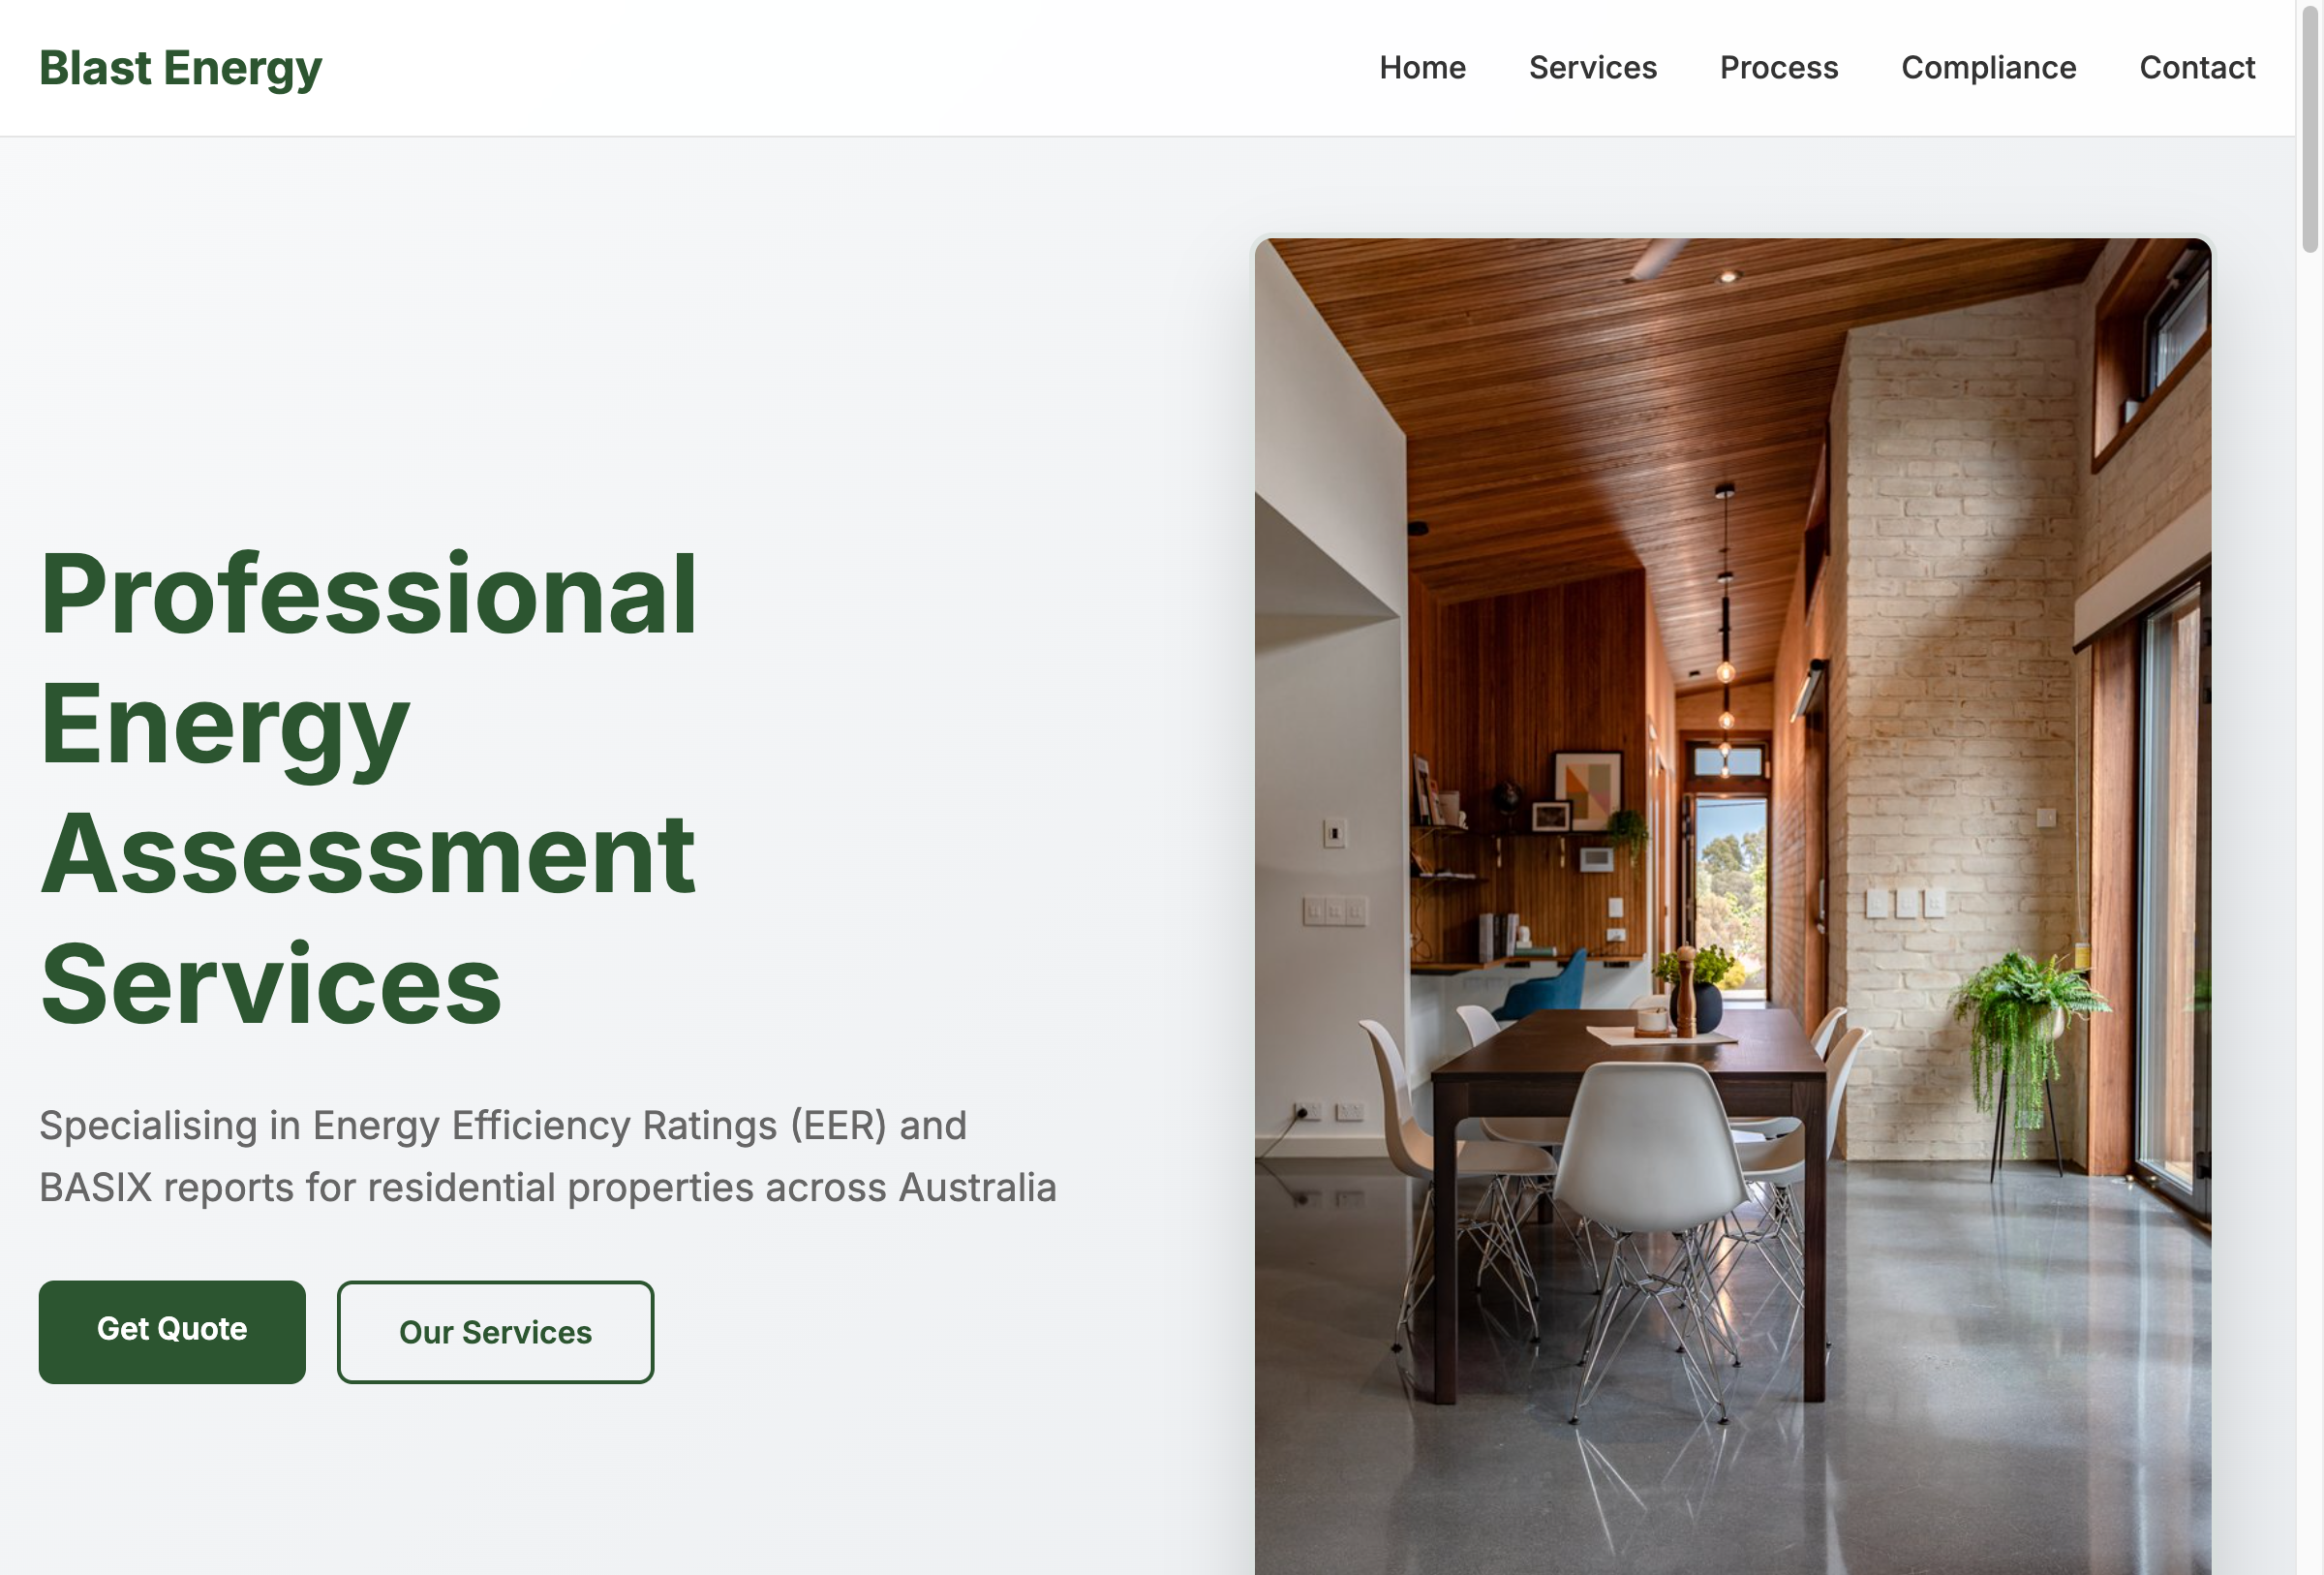 Blast Energy
Home Services Process Compliance Contact
Professional
Energy
Assessment
Services
Specialising in Energy Efficiency Ratings (EER) and
BASIX reports for residential properties across Australia
Get Quote
Our Services